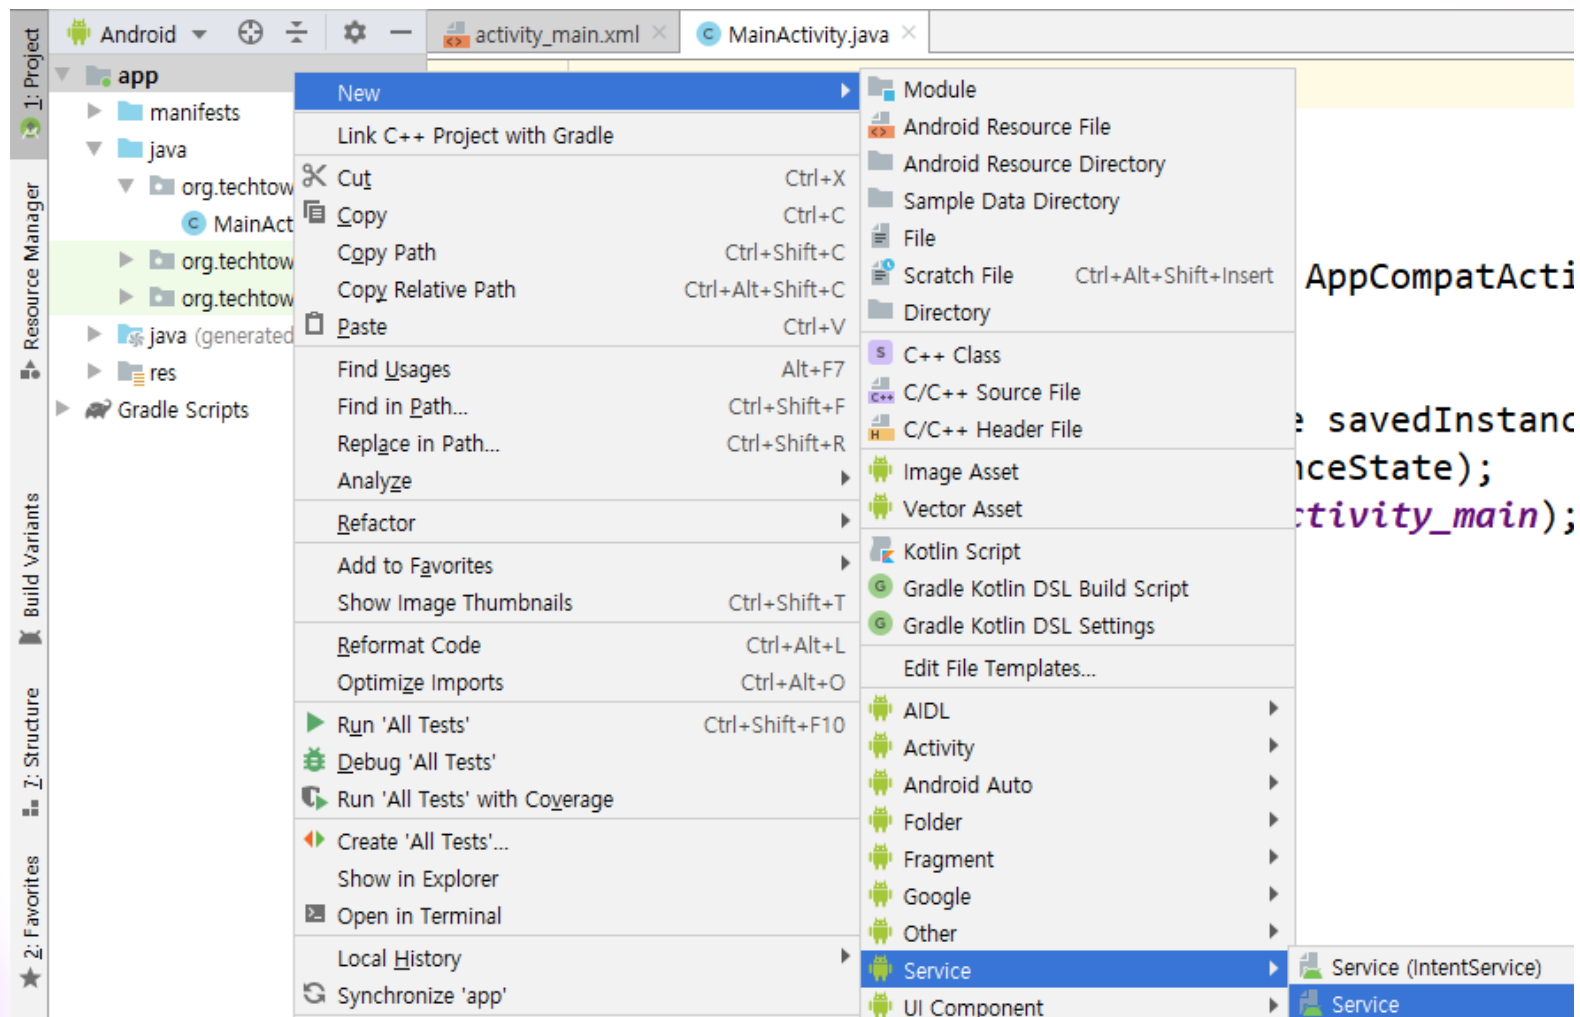 1: Project
Resource Manager
Build Variants
7: Structure
2: Favorites
Android
activity_main.xml
MainActivity.java
app
manifests
java
org.techtow
MainAct
org.techtow
org.techtow
java (generated
res
Gradle Scripts
New
Link C++ Project with Gradle
Cut Ctrl+X
Copy Ctrl+C
Copy Path Ctrl+Shift+C
Copy Relative Path Ctrl+Alt+Shift+C
Paste Ctrl+V
Find Usages Alt+F7
Find in Path... Ctrl+Shift+F
Replace in Path... Ctrl+Shift+R
Analyze
Refactor
Add to Favorites
Show Image Thumbnails Ctrl+Shift+T
Reformat Code Ctrl+Alt+L
Optimize Imports Ctrl+Alt+O
Run 'All Tests' Ctrl+Shift+F10
Debug 'All Tests'
Run 'All Tests' with Coverage
Create 'All Tests'...
Show in Explorer
Open in Terminal
Local History
Synchronize 'app'
Module
Android Resource File
Android Resource Directory
Sample Data Directory
File
Scratch File Ctrl+Alt+Shift+Insert
Directory
C++ Class
C/C++ Source File
C/C++ Header File
Image Asset
Vector Asset
Kotlin Script
Gradle Kotlin DSL Build Script
Gradle Kotlin DSL Settings
Edit File Templates...
AIDL
Activity
Android Auto
Folder
Fragment
Google
Other
Service
UI Component
Service (IntentService)
Service
AppCompatActi
e savedInstanc
nceState);
ctivity_main);